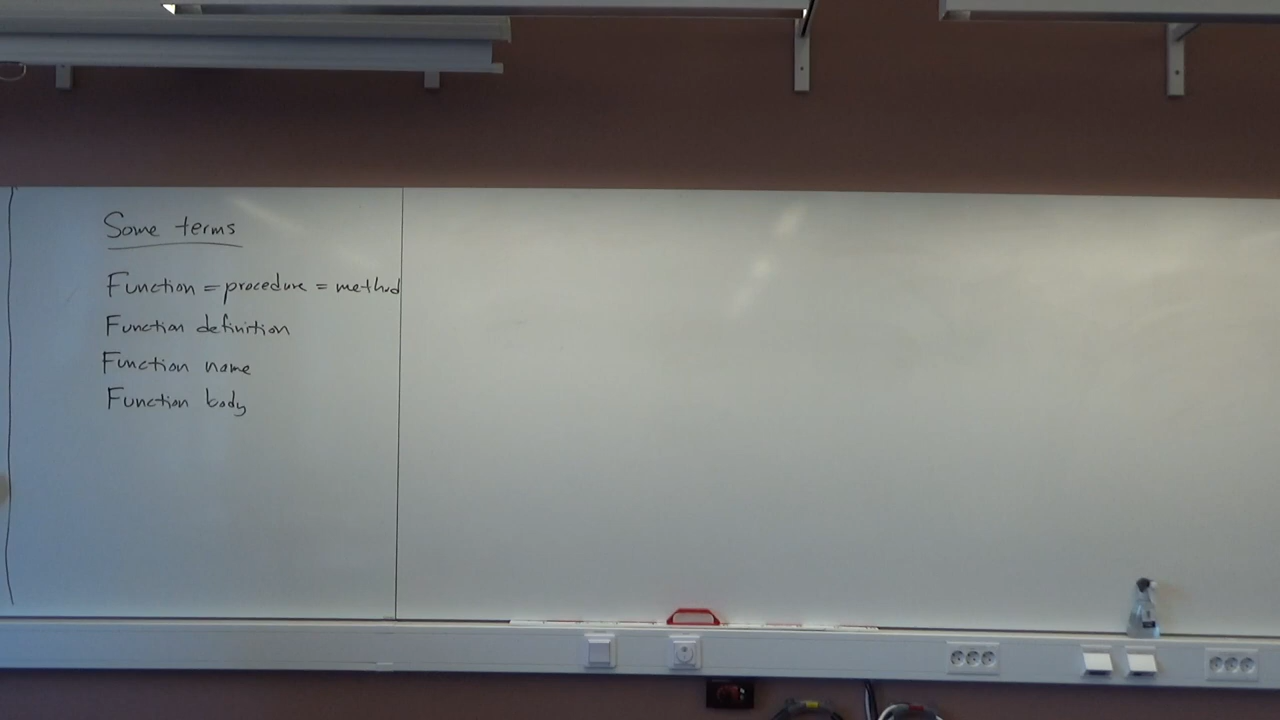 Some terms
Function = procedure = method
Function definition
Function name
Function body